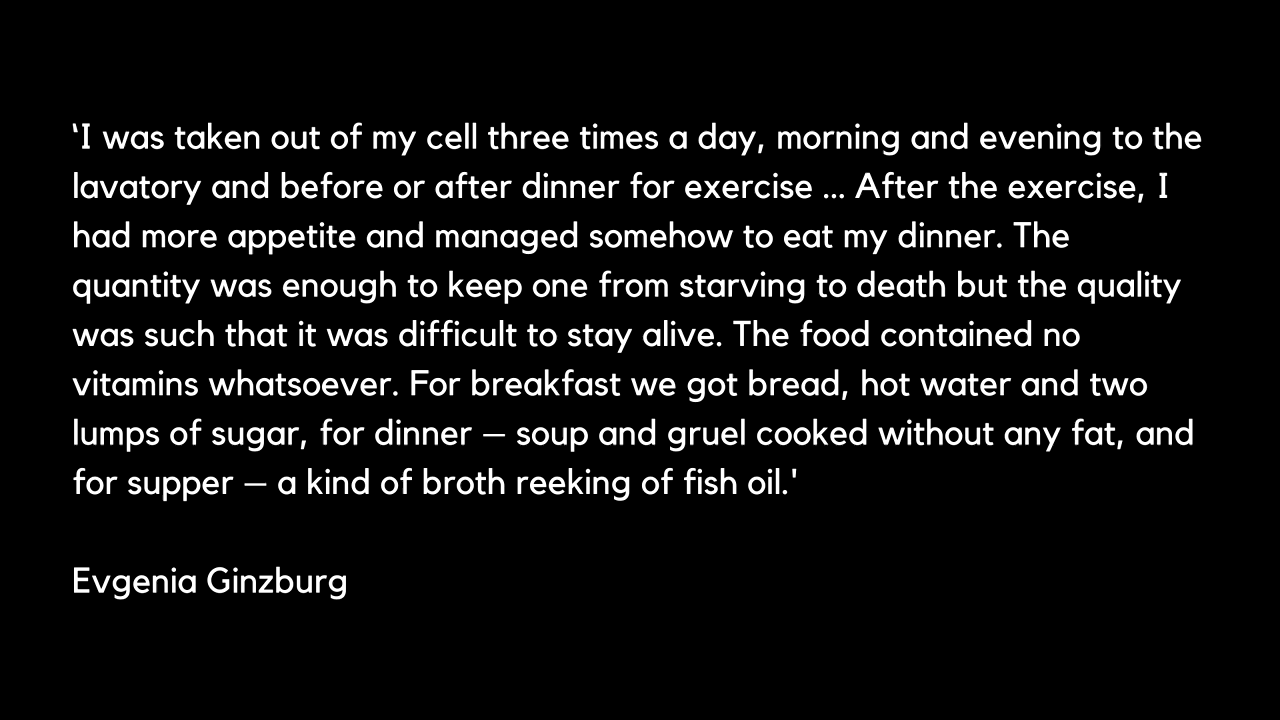 ‘I was taken out of my cell three times a day, morning and evening to the
lavatory and before or after dinner for exercise ... After the exercise, I
had more appetite and managed somehow to eat my dinner. The
quantity was enough to keep one from starving to death but the quality
was such that it was difficult to stay alive. The food contained no
vitamins whatsoever. For breakfast we got bread, hot water and two
lumps of sugar, for dinner – soup and gruel cooked without any fat, and
for supper – a kind of broth reeking of fish oil.'
Evgenia Ginzburg